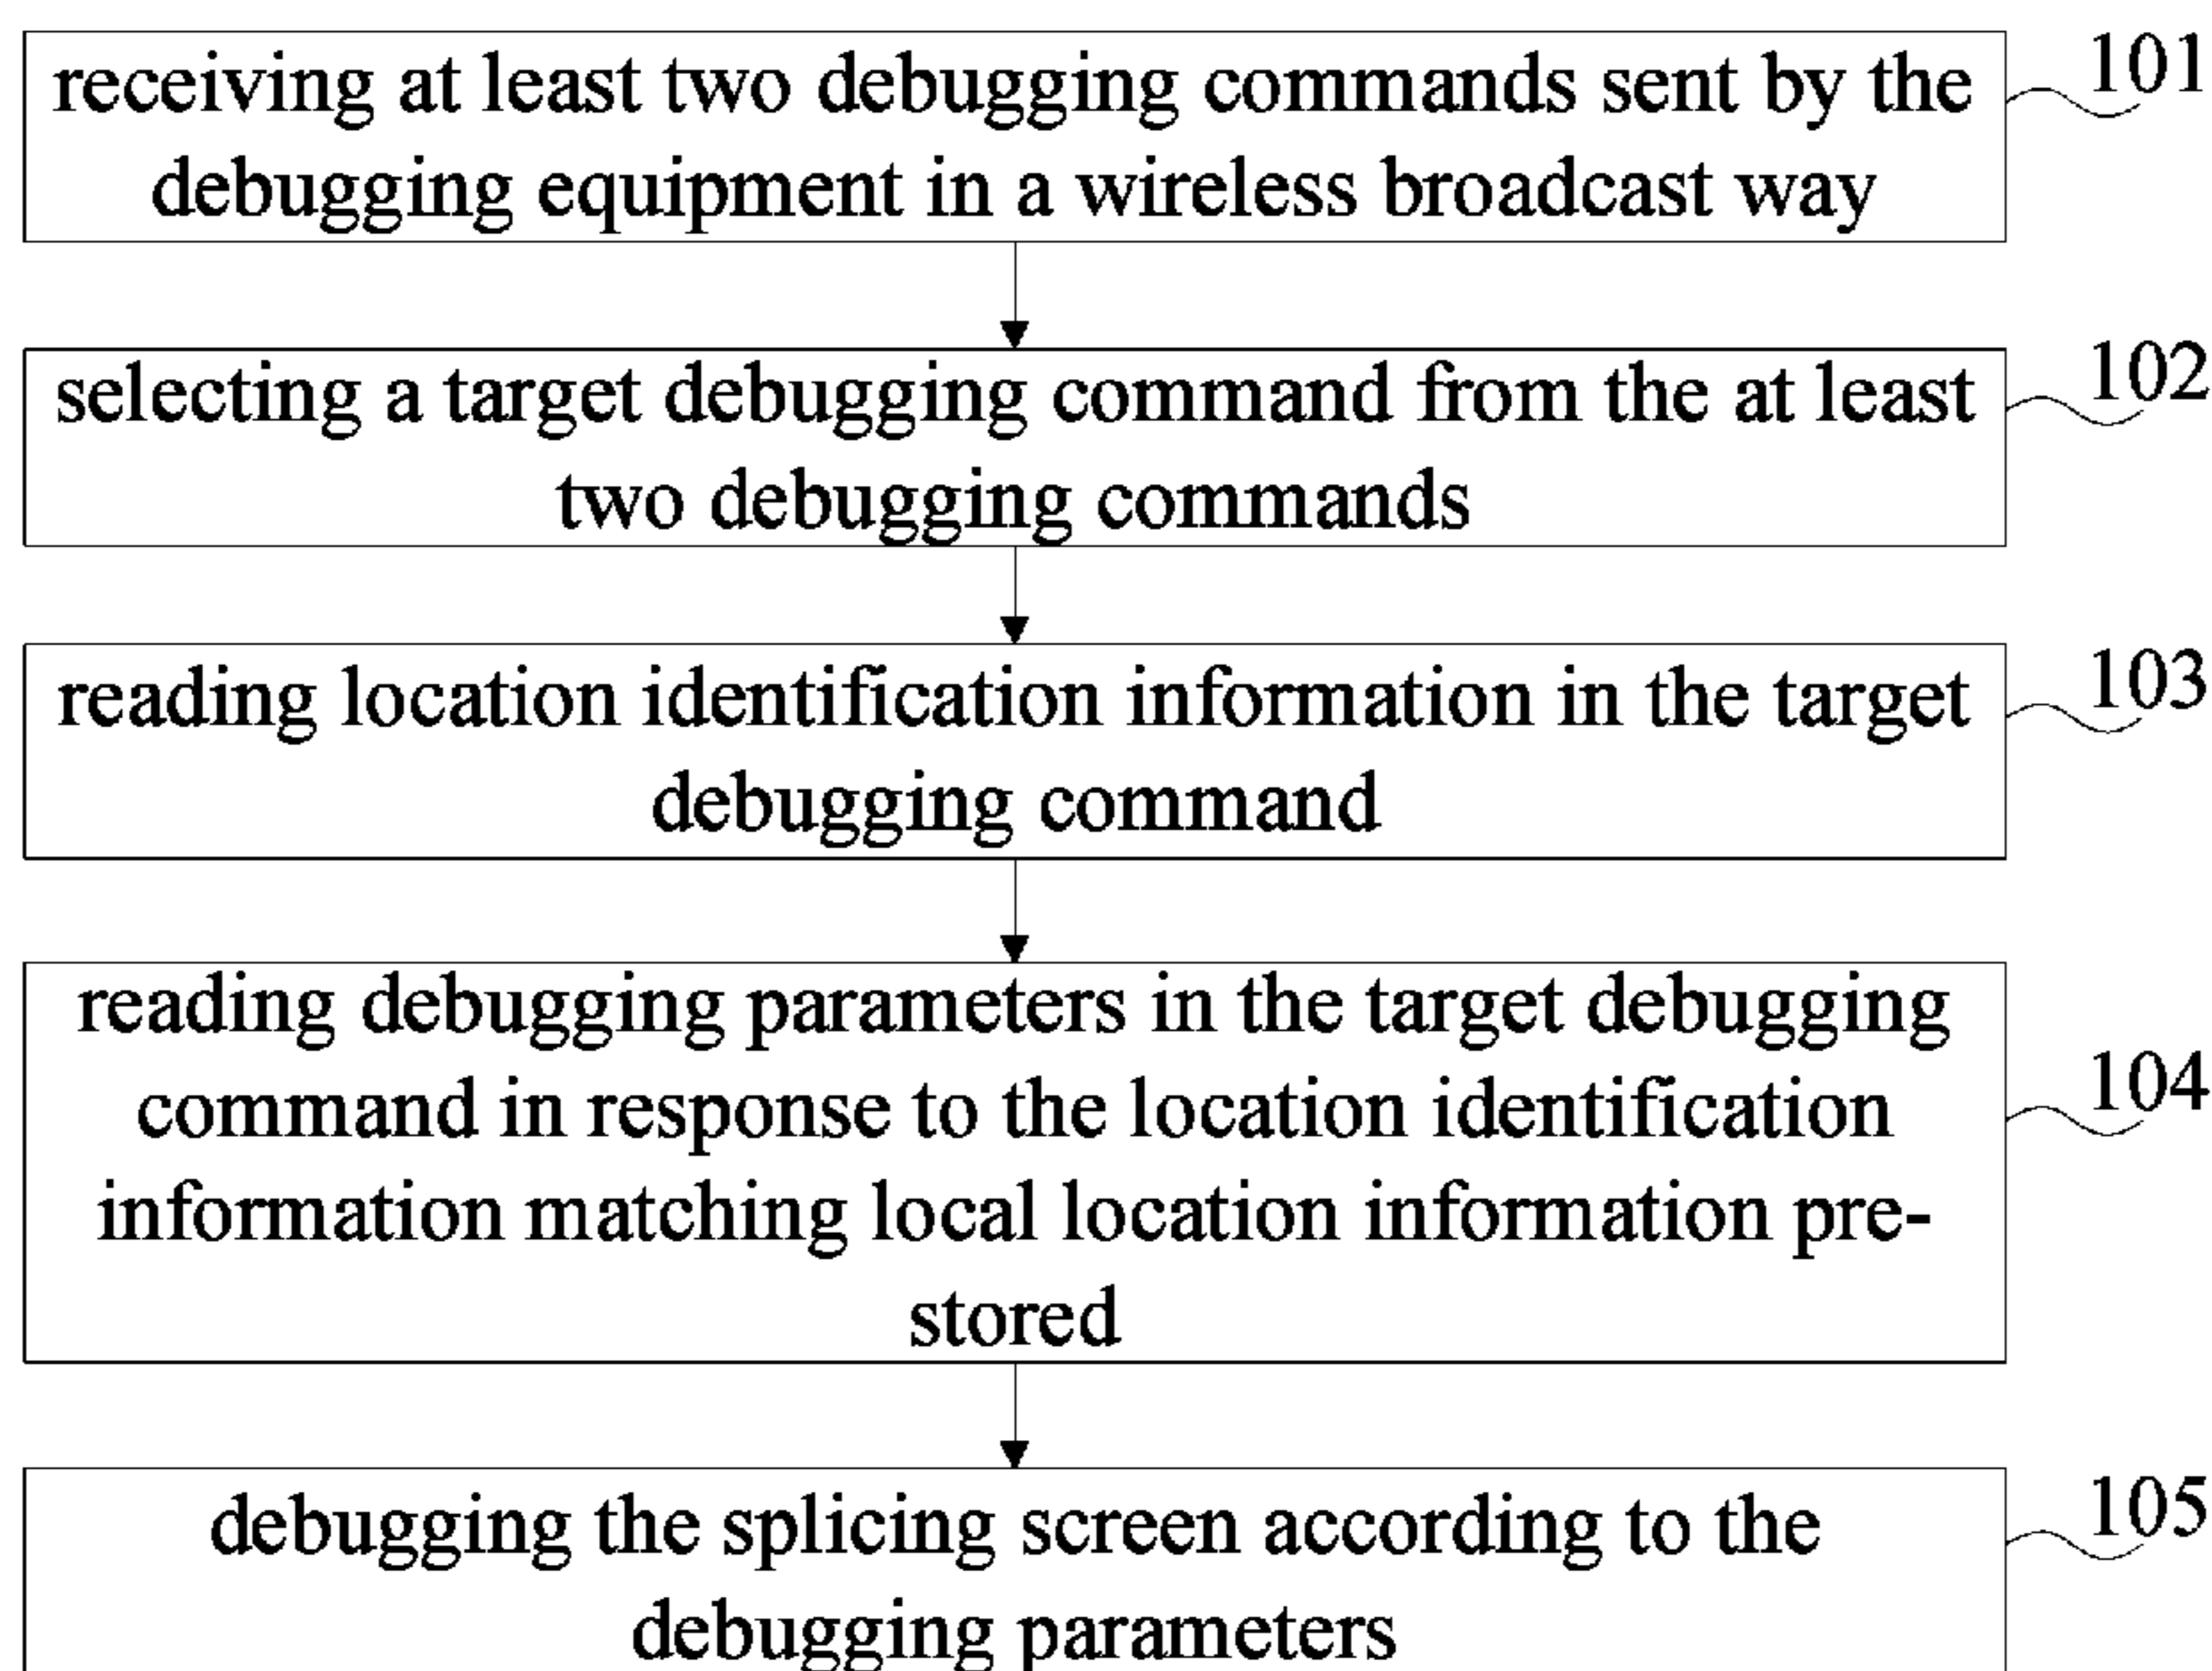 receiving at least two debugging commands sent by the
debugging equipment in a wireless broadcast way
101
selecting a target debugging command from the at least
two debugging commands
102
reading location identification information in the target
debugging command
103
reading debugging parameters in the target debugging
command in response to the location identification
information matching local location information pre-
stored
104
debugging the splicing screen according to the
debugging parameters
105